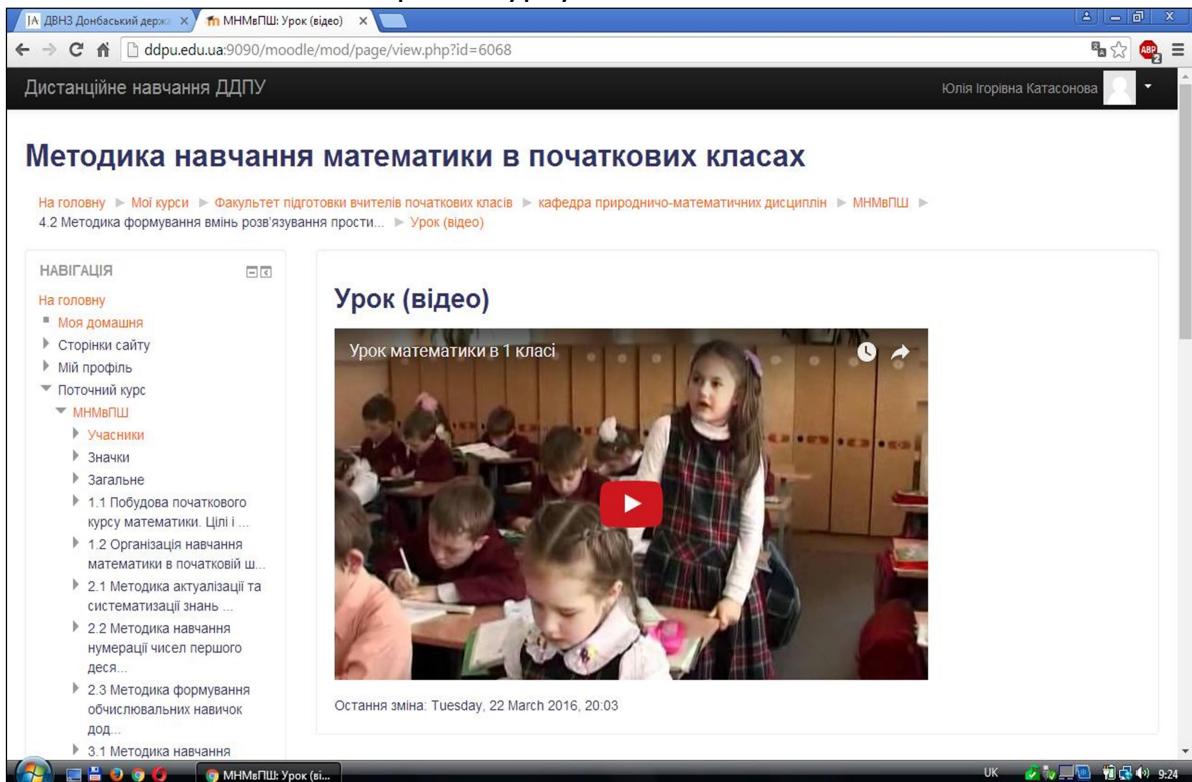 ДВНЗ Донбаський держа
МНМвПШ: Урок (відео)
ddpu.edu.ua:9090/moodle/mod/page/view.php?id=6068
ABP
2
Дистанційне навчання ДДПУ
Юлія Ігорівна Катасонова
Методика навчання математики в початкових класах
На головну ▶ Мої курси ▶ Факультет підготовки вчителів початкових класів ▶ кафедра природничо-математичних дисциплін ▶ МНМвПШ ▶
4.2 Методика формування вмінь розв'язування прости... ▶ Урок (відео)
НАВІГАЦІЯ
На головну
Моя домашня
Сторінки сайту
Мій профіль
Поточний курс
МНМвПШ
Учасники
Значки
Загальне
1.1 Побудова початкового
курсу математики. Цілі і ...
1.2 Організація навчання
математики в початковій ш...
2.1 Методика актуалізації та
систематизації знань ...
2.2 Методика навчання
нумерації чисел першого
деся...
2.3 Методика формування
обчислювальних навичок
дод...
3.1 Методика навчання
Урок (відео)
Урок математики в 1 класі
Остання зміна: Tuesday, 22 March 2016, 20:03
МНМвПШ: Урок (ві...
UK
9:24